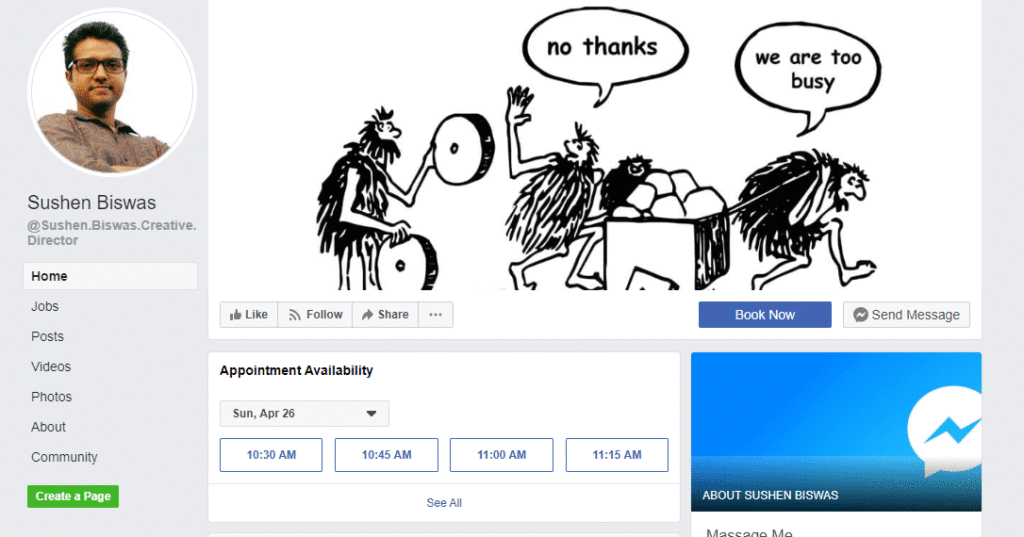 no thanks
we are too
busy
Sushen Biswas
@Sushen.Biswas.Creative.
Director
Home
Jobs
Posts
Videos
Photos
About
Community
Create a Page
Like
Follow
Share
Book Now
Send Message
Appointment Availability
Sun, Apr 26
10:30 AM
10:45 AM
11:00 AM
11:15 AM
See All
ABOUT SUSHEN BISWAS
Massage Me